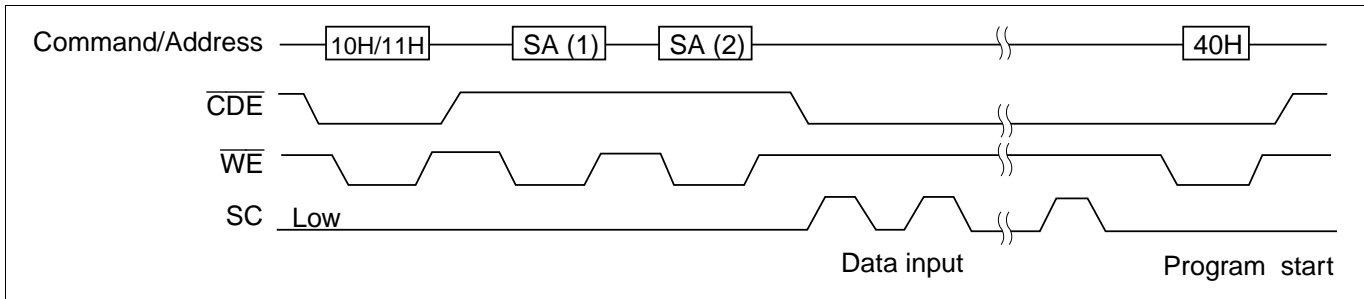 Command/Address 10H/11H SA (1) SA (2) 40H
CDE
WE
SC Low
Data input Program start